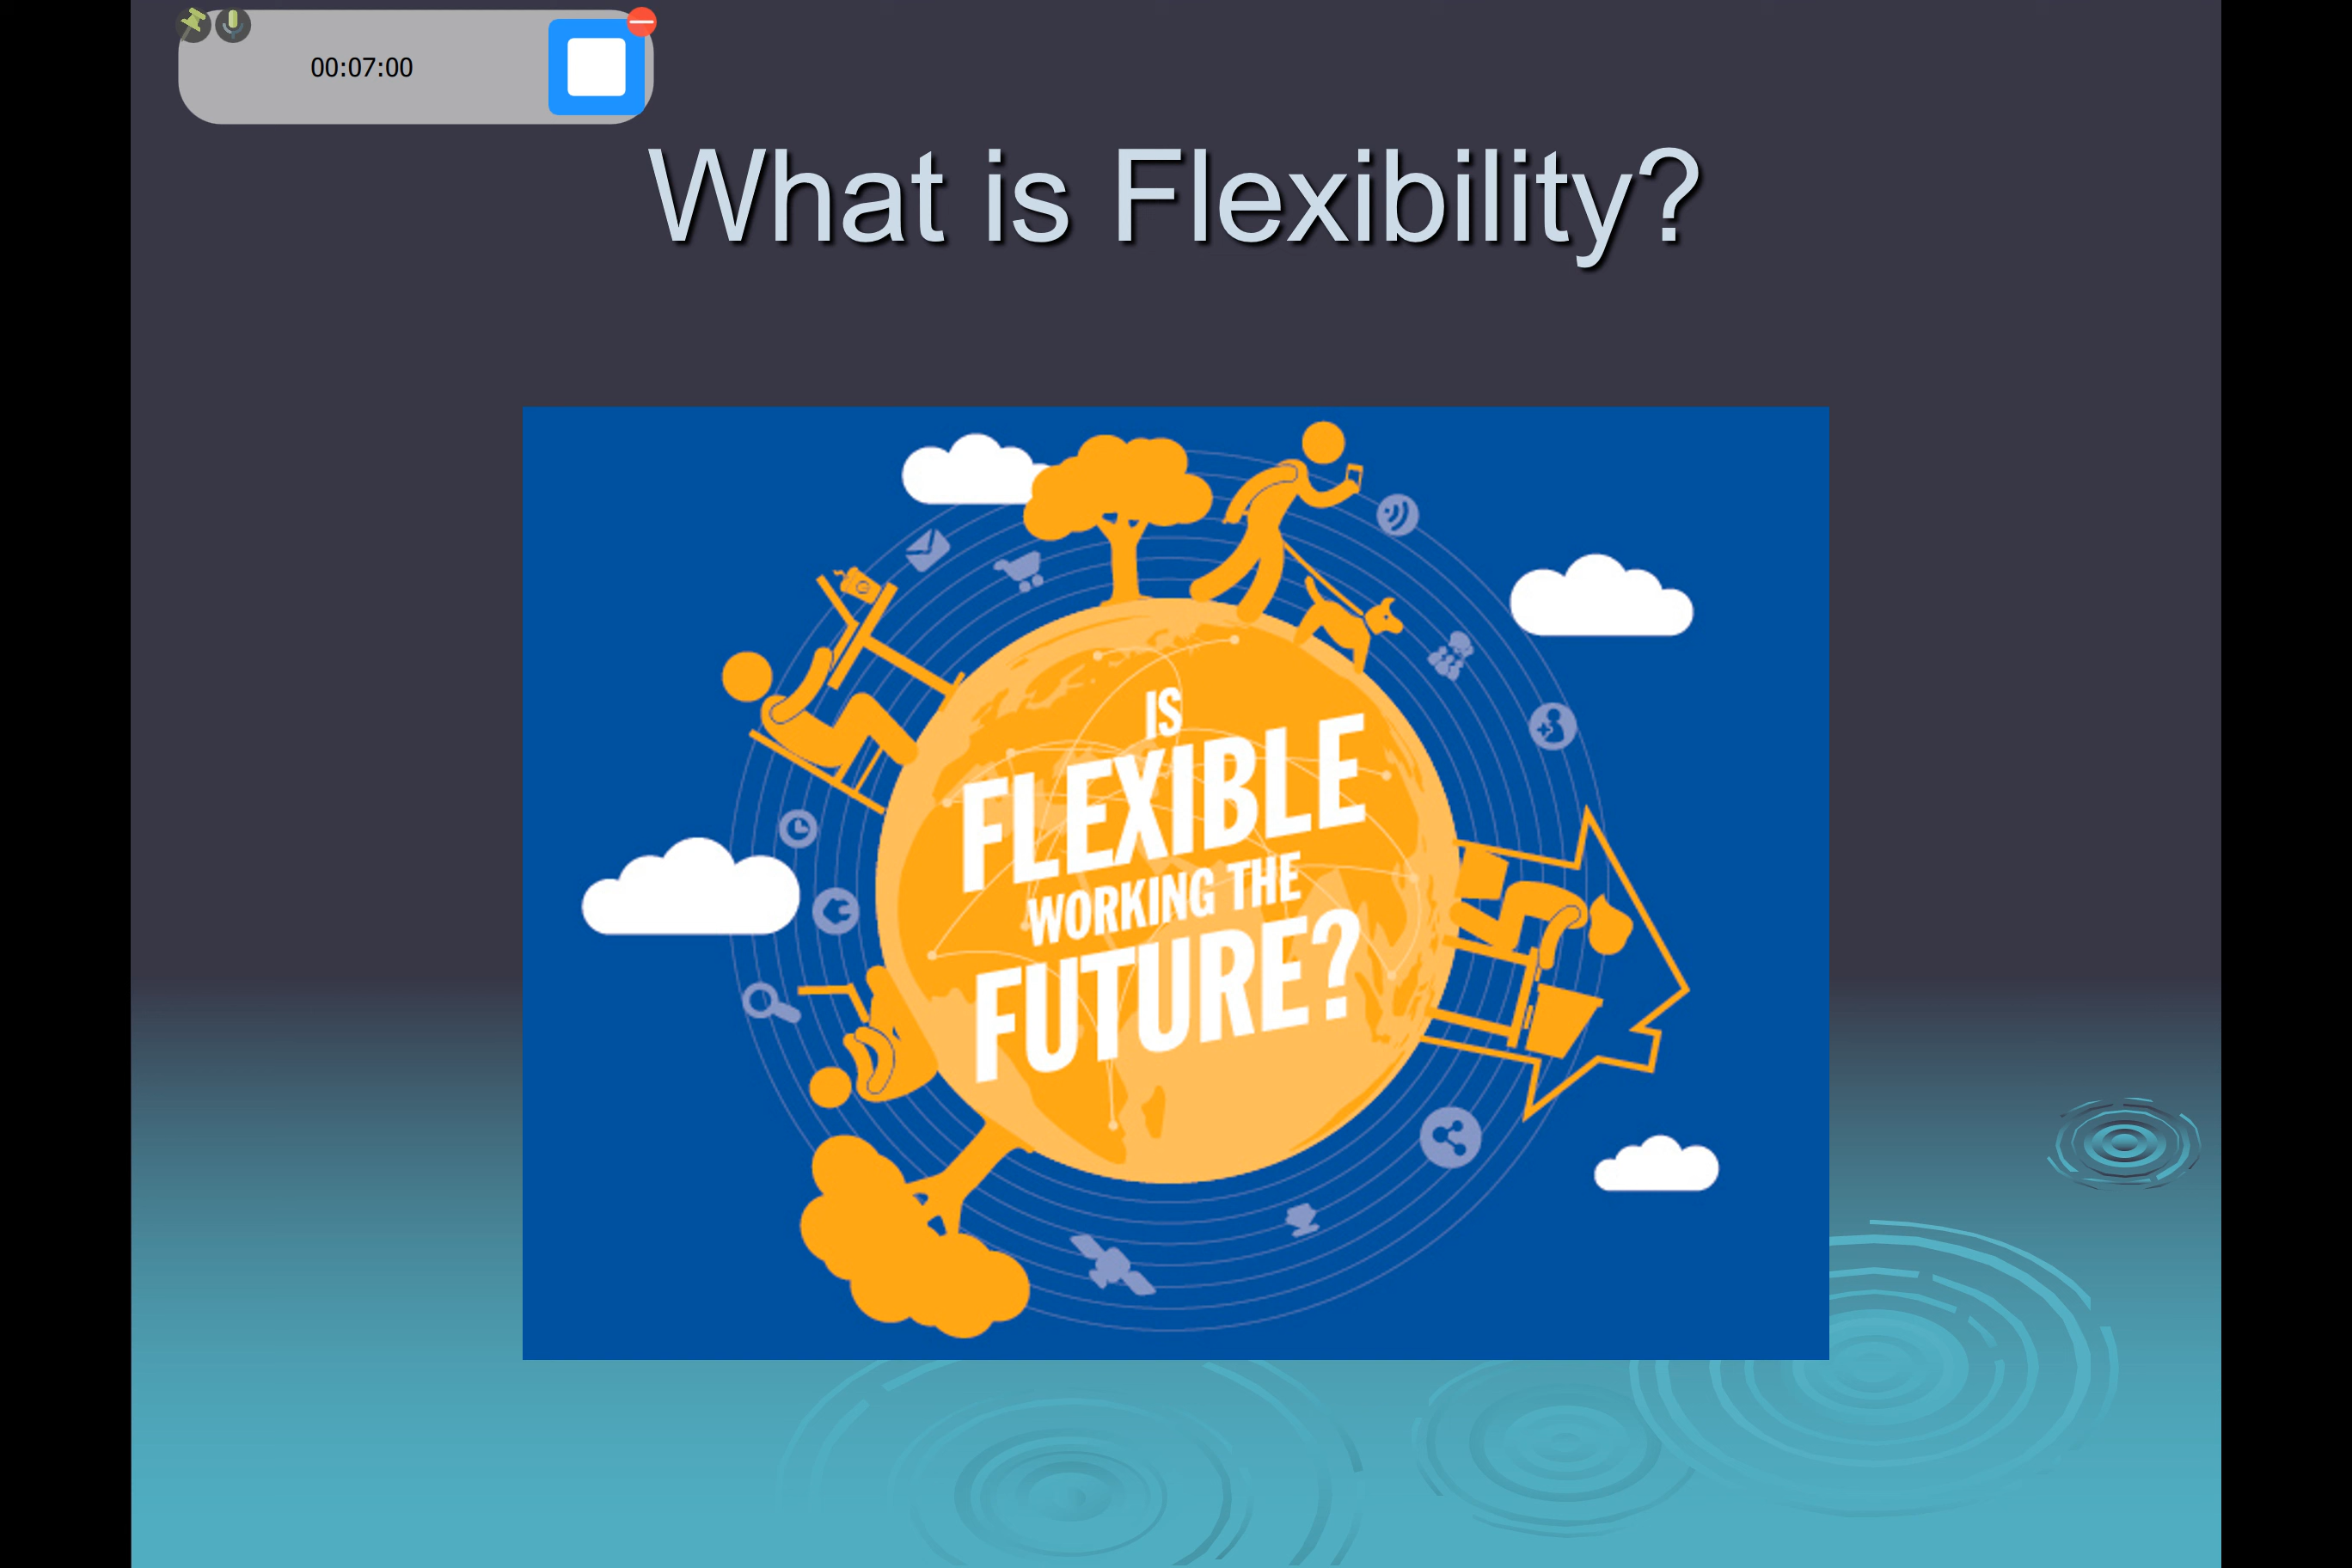 00:07:00
What is Flexibility?
IS
FLEXIBLE
WORKING THE
FUTURE?